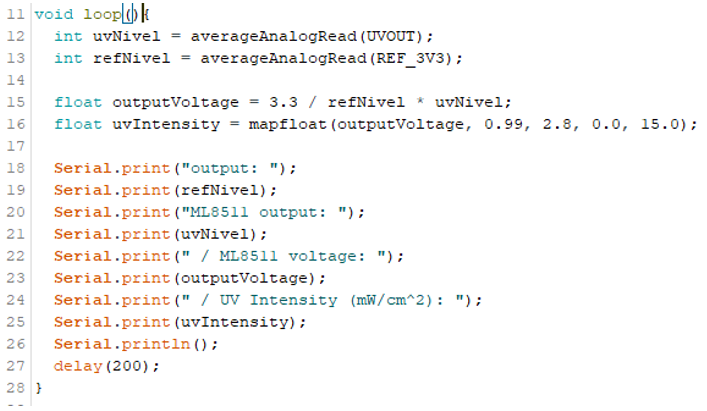 11 void loop(){
12 int uvNivel = averageAnalogRead(UVOUT);
13 int refNivel = averageAnalogRead(REF_3V3);
14
15 float outputVoltage = 3.3 / refNivel * uvNivel;
16 float uvIntensity = mapfloat(outputVoltage, 0.99, 2.8, 0.0, 15.0);
17
18 Serial.print("output: ");
19 Serial.print(refNivel);
20 Serial.print("ML8511 output: ");
21 Serial.print(uvNivel);
22 Serial.print(" / ML8511 voltage: ");
23 Serial.print(outputVoltage);
24 Serial.print(" / UV Intensity (mW/cm^2): ");
25 Serial.print(uvIntensity);
26 Serial.println();
27 delay(200);
28 }